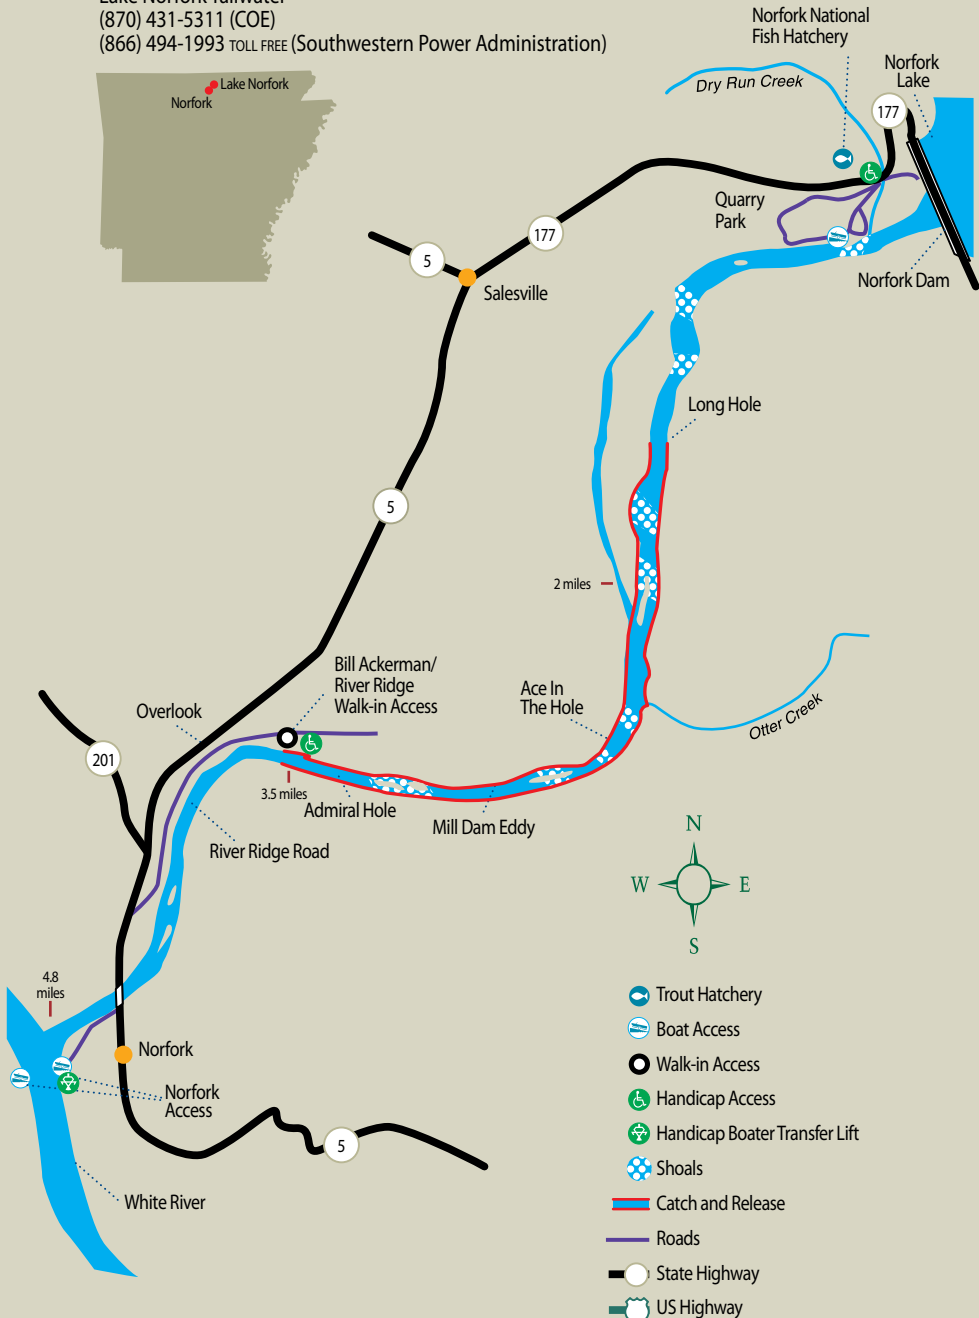 Lake Norfork Tailwater
(870) 431-5311 (COE)
(866) 494-1993 TOLL FREE (Southwestern Power Administration)
Lake Norfork
Norfork
Norfork National
Fish Hatchery
Norfork
Lake
Dry Run Creek
177
Quarry
Park
177
5
Salesville
Norfork Dam
Long Hole
5
2 miles
Bill Ackerman/
River Ridge
Walk-in Access
Ace In
The Hole
Otter Creek
Overlook
201
3.5 miles
Admiral Hole
Mill Dam Eddy
River Ridge Road
N
W
E
S
4.8
miles
Norfork
Norfork
Access
5
White River
Trout Hatchery
Boat Access
Walk-in Access
Handicap Access
Handicap Boater Transfer Lift
Shoals
Catch and Release
Roads
State Highway
US Highway